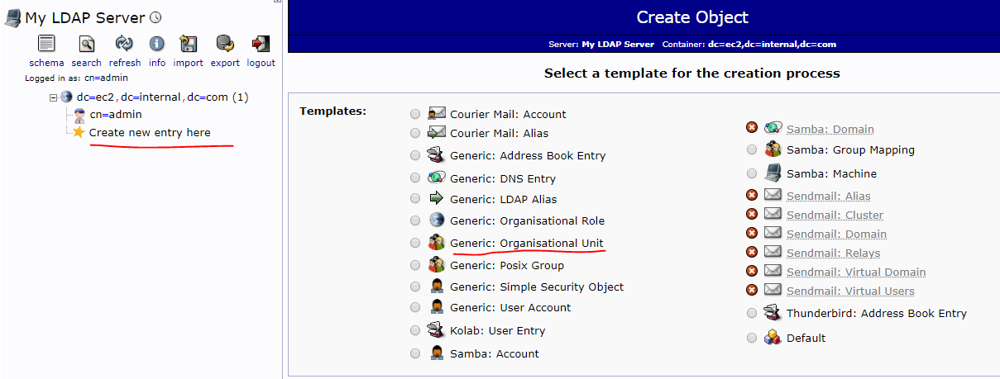 My LDAP Server
schema search refresh info import export logout
Logged in as: cn=admin
dc=ec2,dc=internal,dc=com (1)
cn=admin
Create new entry here
Create Object
Server: My LDAP Server Container: dc=ec2,dc=internal,dc=com
Select a template for the creation process
Templates:
Courier Mail: Account
Courier Mail: Alias
Generic: Address Book Entry
Generic: DNS Entry
Generic: LDAP Alias
Generic: Organisational Role
Generic: Organisational Unit
Generic: Posix Group
Generic: Simple Security Object
Generic: User Account
Kolab: User Entry
Samba: Account
Samba: Domain
Samba: Group Mapping
Samba: Machine
Sendmail: Alias
Sendmail: Cluster
Sendmail: Domain
Sendmail: Relays
Sendmail: Virtual Domain
Sendmail: Virtual Users
Thunderbird: Address Book Entry
Default